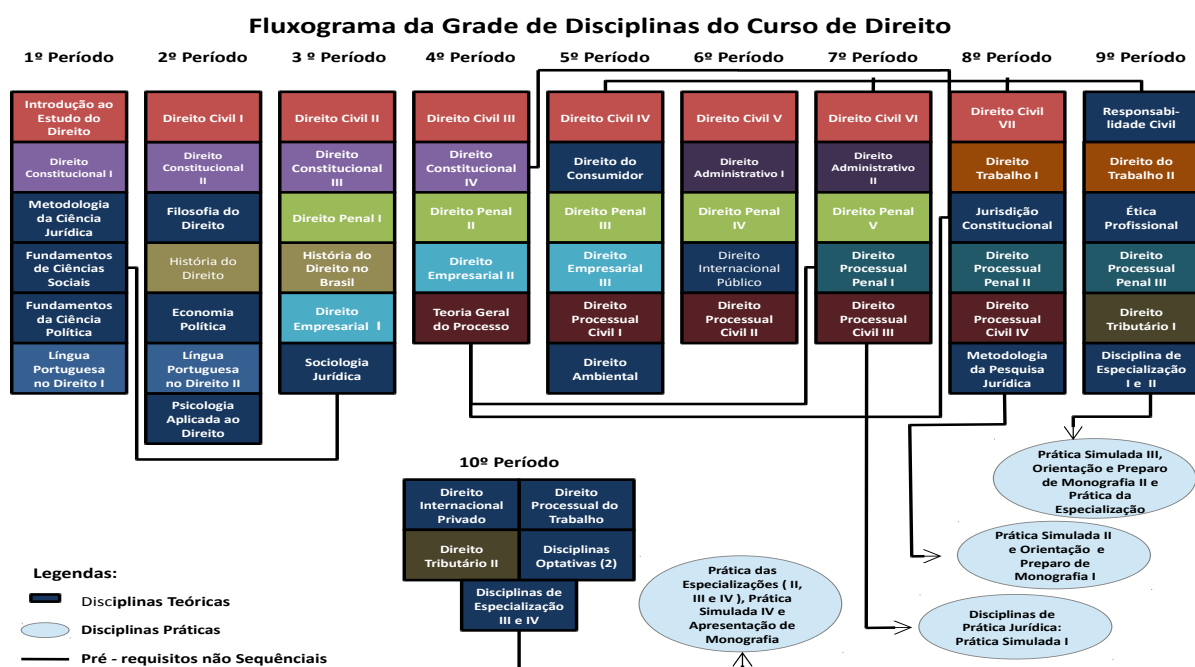 Fluxograma da Grade de Disciplinas do Curso de Direito
1º Período
2º Período
3 º Período
4º Período
5º Período
6º Período
7º Período
8º Período
9º Período
Introdução ao
Estudo do
Direito
Direito
Constitucional I
Metodologia
da Ciência
Jurídica
Fundamentos
de Ciências
Sociais
Fundamentos
da Ciência
Política
Língua
Portuguesa
no Direito I
Direito Civil I
Direito
Constitucional
II
Filosofia do
Direito
História do
Direito
Economia
Política
Língua
Portuguesa
no Direito II
Psicologia
Aplicada ao
Direito
Direito Civil II
Direito
Constitucional
III
Direito Penal I
História do
Direito no
Brasil
Direito
Empresarial I
Sociologia
Jurídica
Direito Civil III
Direito
Constitucional
IV
Direito Penal
II
Direito
Empresarial II
Teoria Geral
do Processo
Direito Civil IV
Direito do
Consumidor
Direito Penal
III
Direito
Empresarial
III
Direito
Processual
Civil I
Direito
Ambiental
Direito Civil V
Direito
Administrativo I
Direito Penal
IV
Direito
Internacional
Público
Direito
Processual
Civil II
Direito Civil VI
Direito
Administrativo
II
Direito Penal
V
Direito
Processual
Penal I
Direito
Processual
Civil III
Direito Civil
VII
Direito
Trabalho I
Jurisdição
Constitucional
Direito
Processual
Penal II
Direito
Processual
Civil IV
Metodologia
da Pesquisa
Jurídica
Responsabi-
lidade Civil
Direito do
Trabalho II
Ética
Profissional
Direito
Processual
Penal III
Direito
Tributário I
Disciplina de
Especialização
I e II
10º Período
Direito
Internacional
Privado
Direito
Processual do
Trabalho
Direito
Tributário II
Disciplinas
Optativas (2)
Disciplinas de
Especialização
III e IV
Prática Simulada III,
Orientação e Preparo
de Monografia II e
Prática da
Especialização
Prática Simulada II
e Orientação e
Preparo de
Monografia I
Prática das
Especializações ( II,
III e IV ), Prática
Simulada IV e
Apresentação de
Monografia
Disciplinas de
Prática Jurídica:
Prática Simulada I
Legendas:
Disciplinas Teóricas
Disciplinas Práticas
Pré - requisitos não Sequênciais